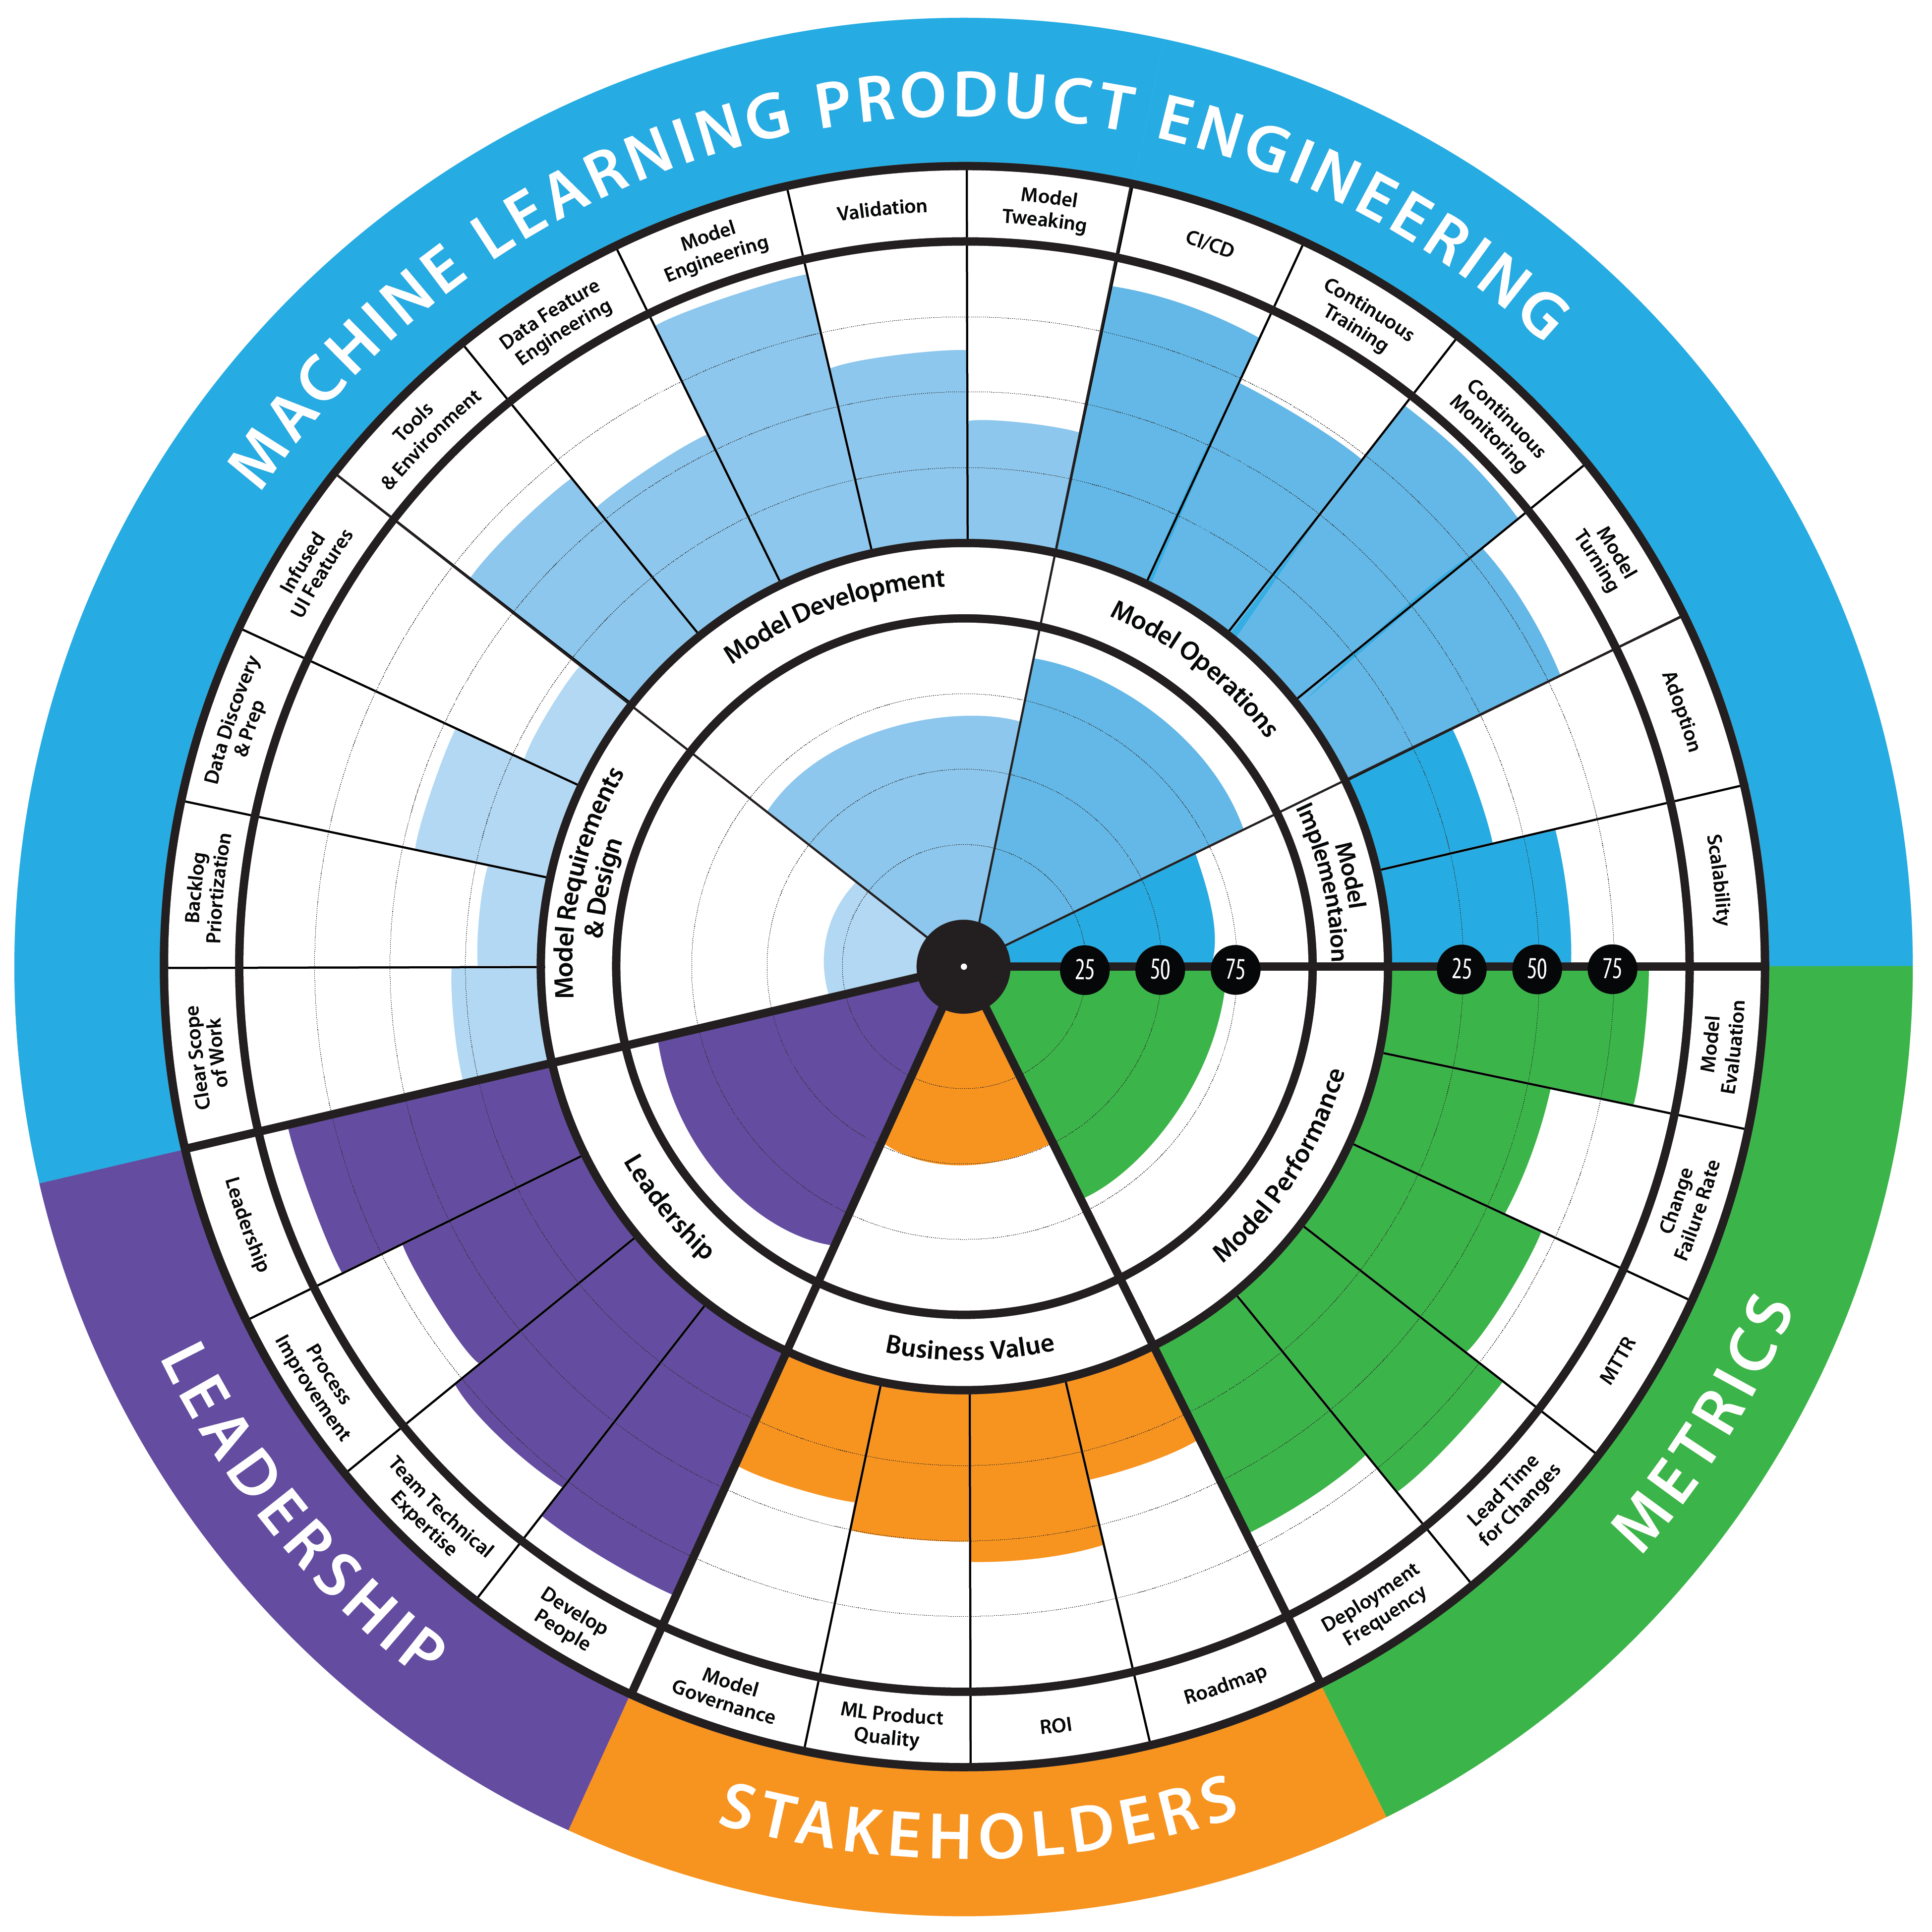 MACHINE LEARNING PRODUCT ENGINEERING
Infused
UI Features
Tools
& Environment
Data Feature
Engineering
Model
Engineering
Validation
Model
Tweaking
CI/CD
Continuous
Training
Continuous
Monitoring
Model
Turning
Adoption
Scalability
Data Discovery
& Prep
Backlog
Prioritization
Clear Scope
of Work
Model Development
Model Operations
Model Requirements
& Design
Model
Implementaion
25
50
75
25
50
75
Model
Evaluation
Change
Failure Rate
MTTR
Lead Time
for Changes
Deployment
Frequency
Model Performance
METRICS
Business Value
Roadmap
ROI
ML Product
Quality
Model
Governance
STAKEHOLDERS
Leadership
Leadership
Process
Improvement
Team Technical
Expertise
Develop
People
LEADERSHIP